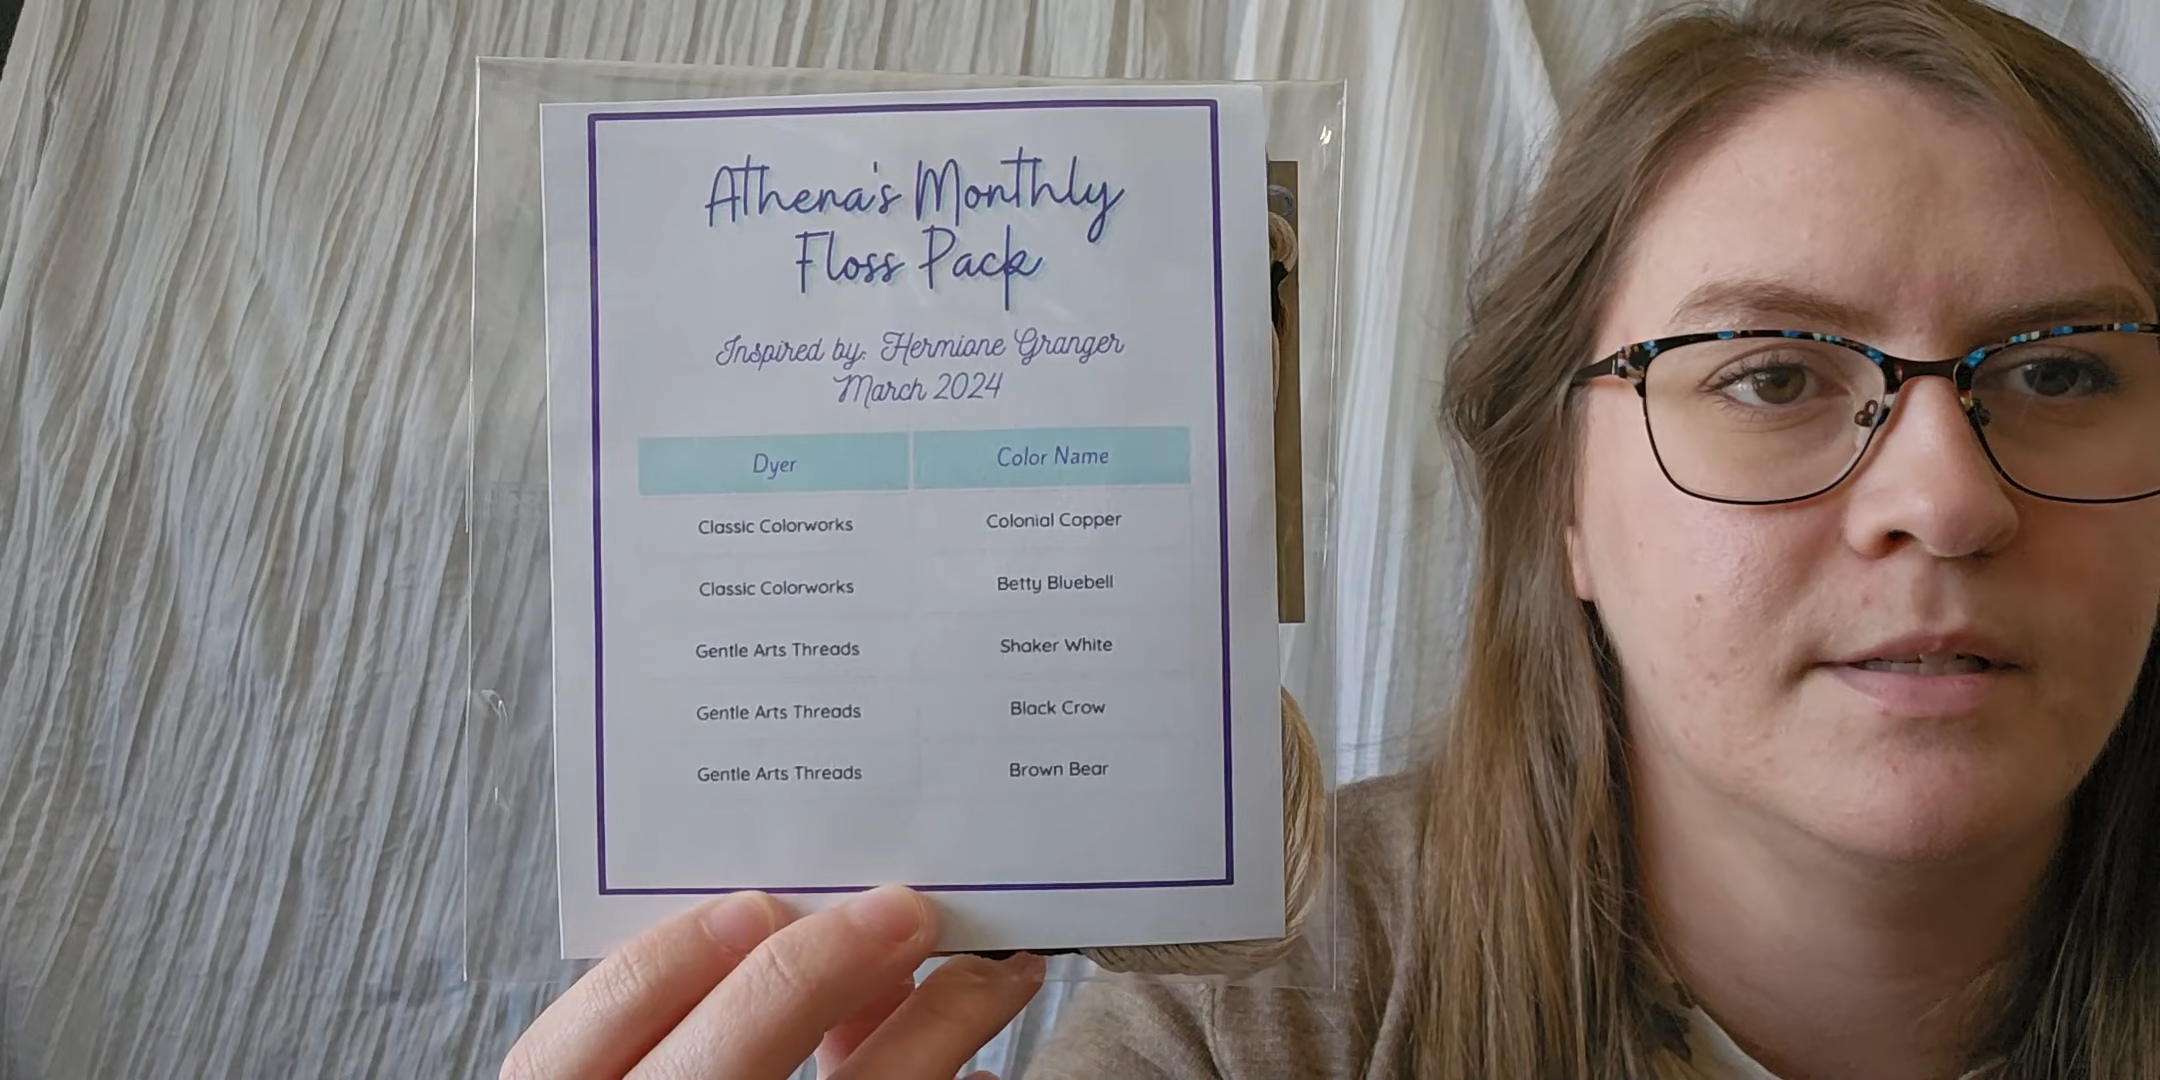 Athena's Monthly
Floss Pack
Inspired by: Hermione Granger
March 2024
Dyer Color Name
Classic Colorworks Colonial Copper
Classic Colorworks Betty Bluebell
Gentle Arts Threads Shaker White
Gentle Arts Threads Black Crow
Gentle Arts Threads Brown Bear